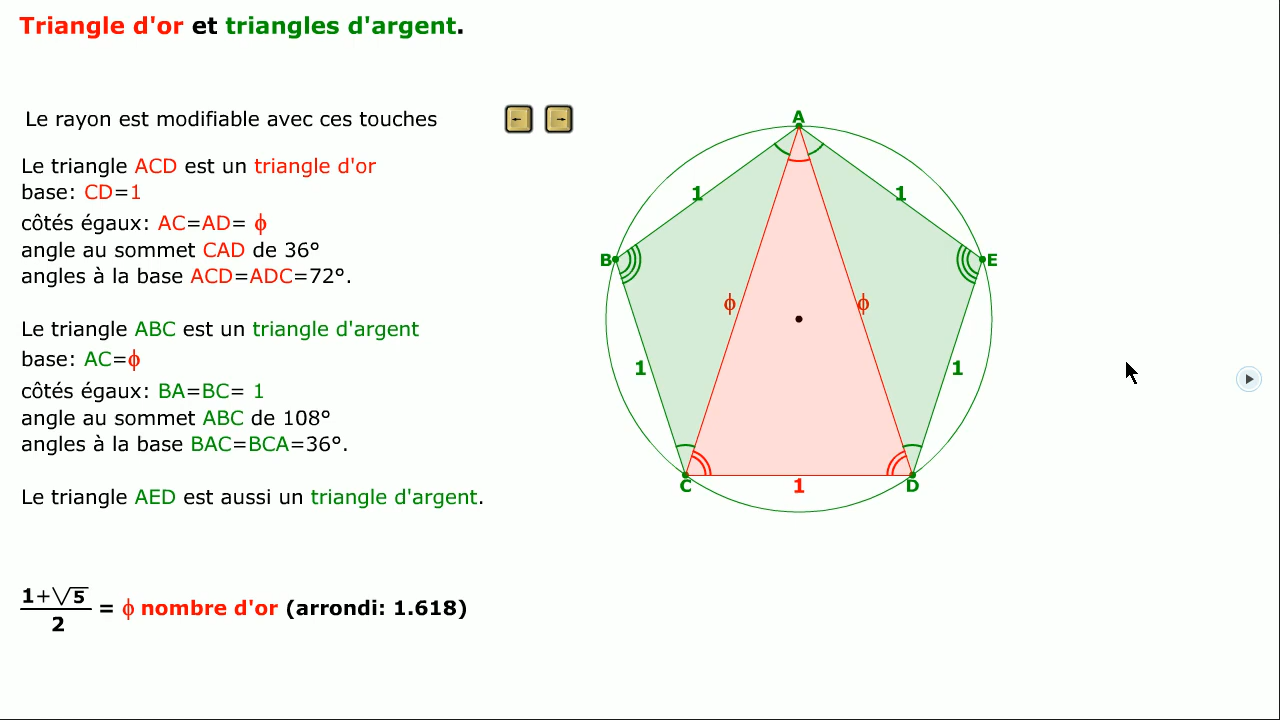 Triangle d'or et triangles d'argent.
Le rayon est modifiable avec ces touches ← →
Le triangle ACD est un triangle d'or
base: CD=1
côtés égaux: AC=AD= ϕ
angle au sommet CAD de 36°
angles à la base ACD=ADC=72°.
Le triangle ABC est un triangle d'argent
base: AC=ϕ
côtés égaux: BA=BC= 1
angle au sommet ABC de 108°
angles à la base BAC=BCA=36°.
Le triangle AED est aussi un triangle d'argent.
1+√5
2
= ϕ nombre d'or (arrondi: 1.618)
A
1 1
B E
ϕ ϕ
1 1
C 1 D